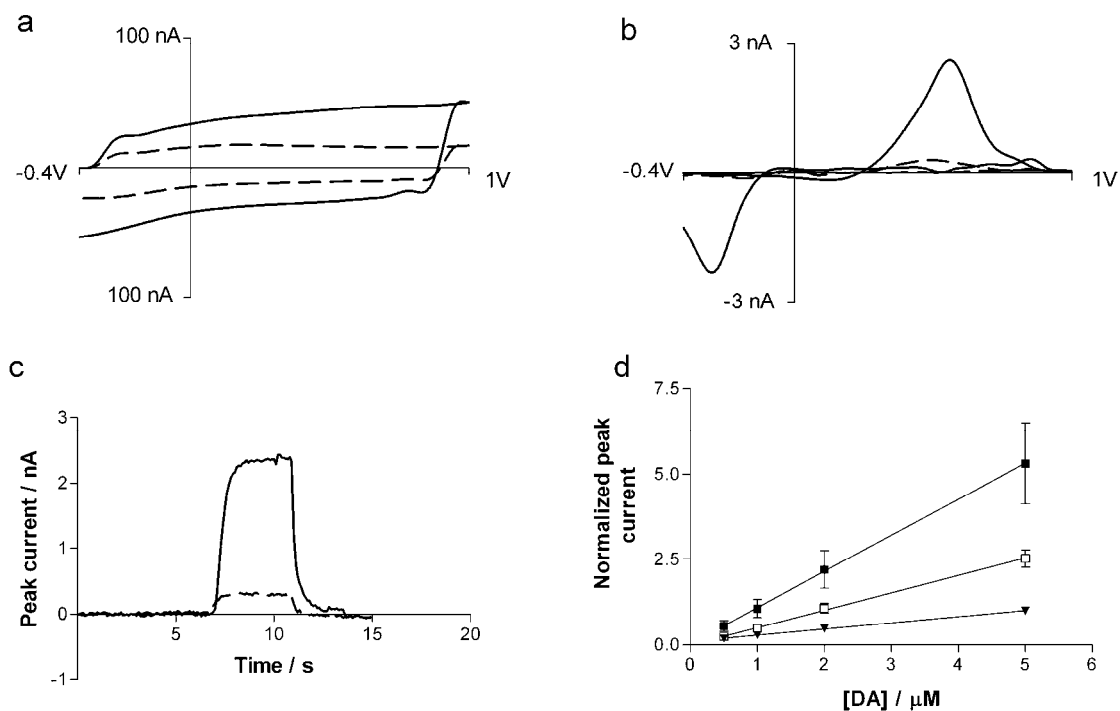 a
100 nA
-0.4V
1V
100 nA
b
3 nA
-0.4V
1V
-3 nA
c
Peak current / nA
3
2
1
0
-1
5
10
15
20
Time / s
d
Normalized peak
current
7.5
5.0
2.5
0.0
0
1
2
3
4
5
6
[DA] / μM